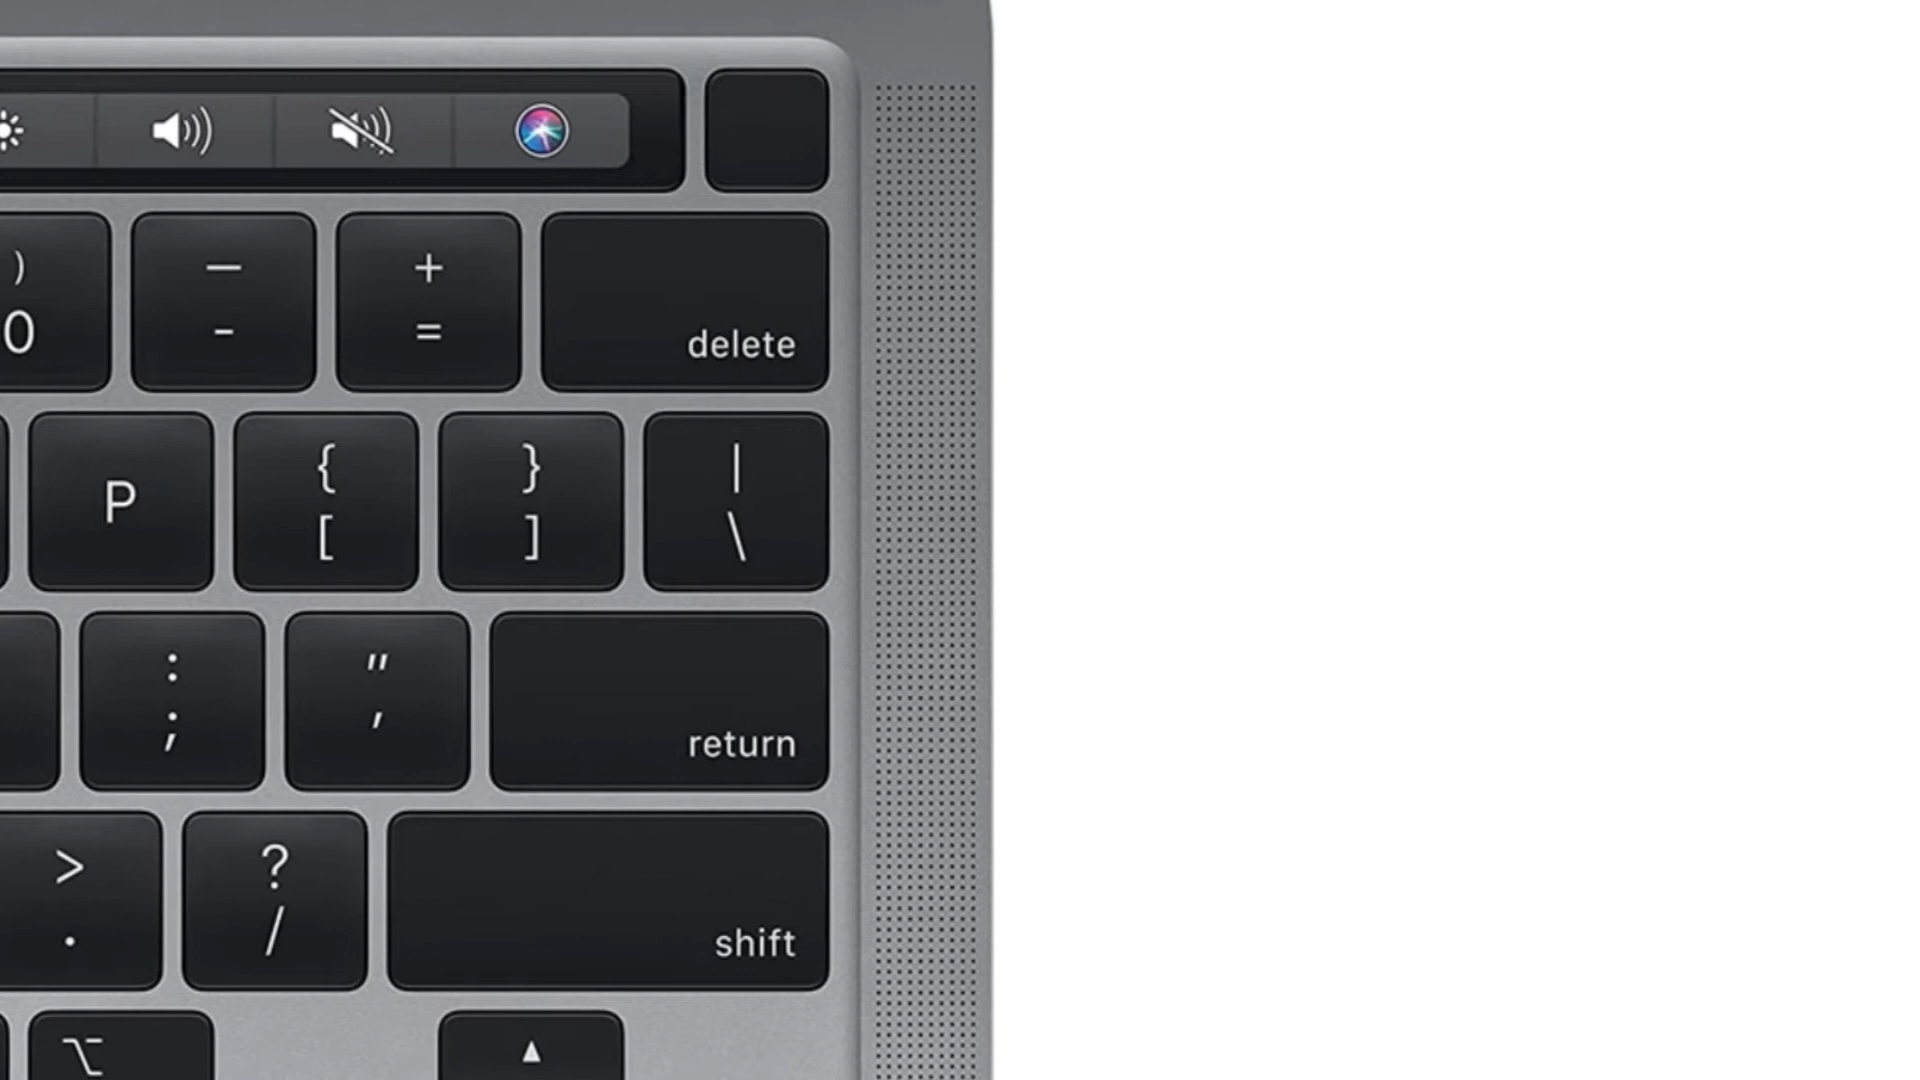 ) — +
0 - =
delete
{ } |
P [ ] \
: "
; '
return
> ?
. /
shift
⌥ ▲